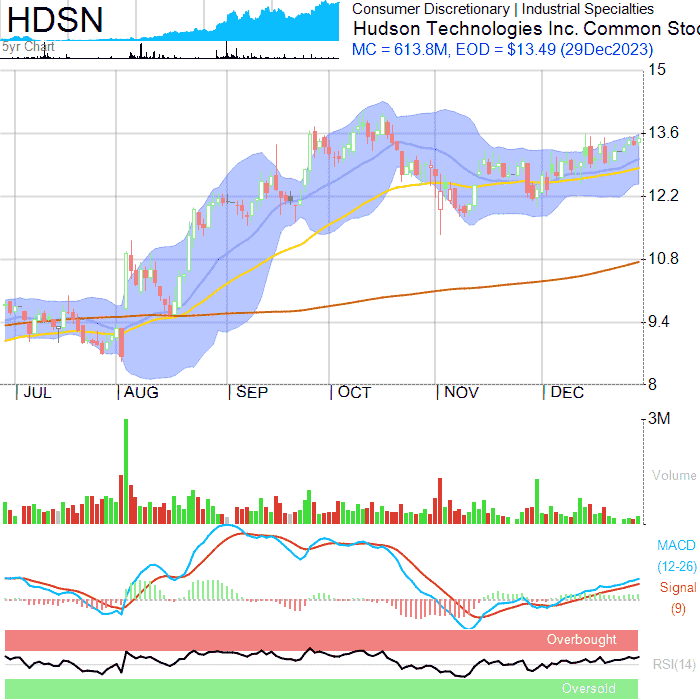 HDSN
5yr Chart
Consumer Discretionary | Industrial Specialties
Hudson Technologies Inc. Common Stoc
MC = 613.8M, EOD = $13.49 (29Dec2023)
15
13.6
12.2
10.8
9.4
8
JUL AUG SEP OCT NOV DEC
3M
Volume
MACD
(12-26)
Signal
(9)
Overbought
RSI(14)
Oversold